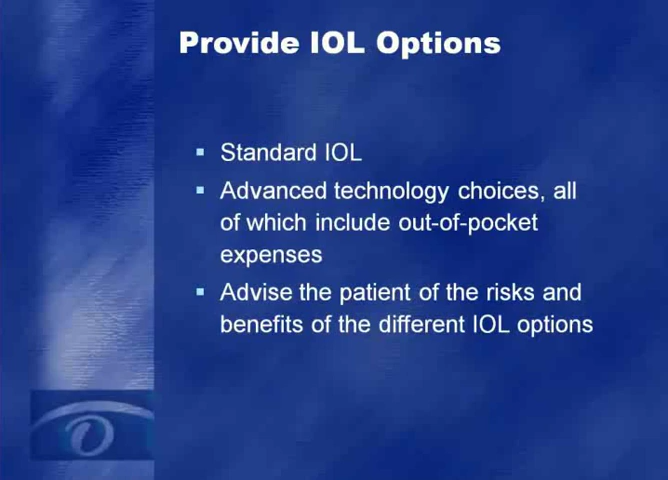 Provide IOL Options
▪ Standard IOL
▪ Advanced technology choices, all
of which include out-of-pocket
expenses
▪ Advise the patient of the risks and
benefits of the different IOL options